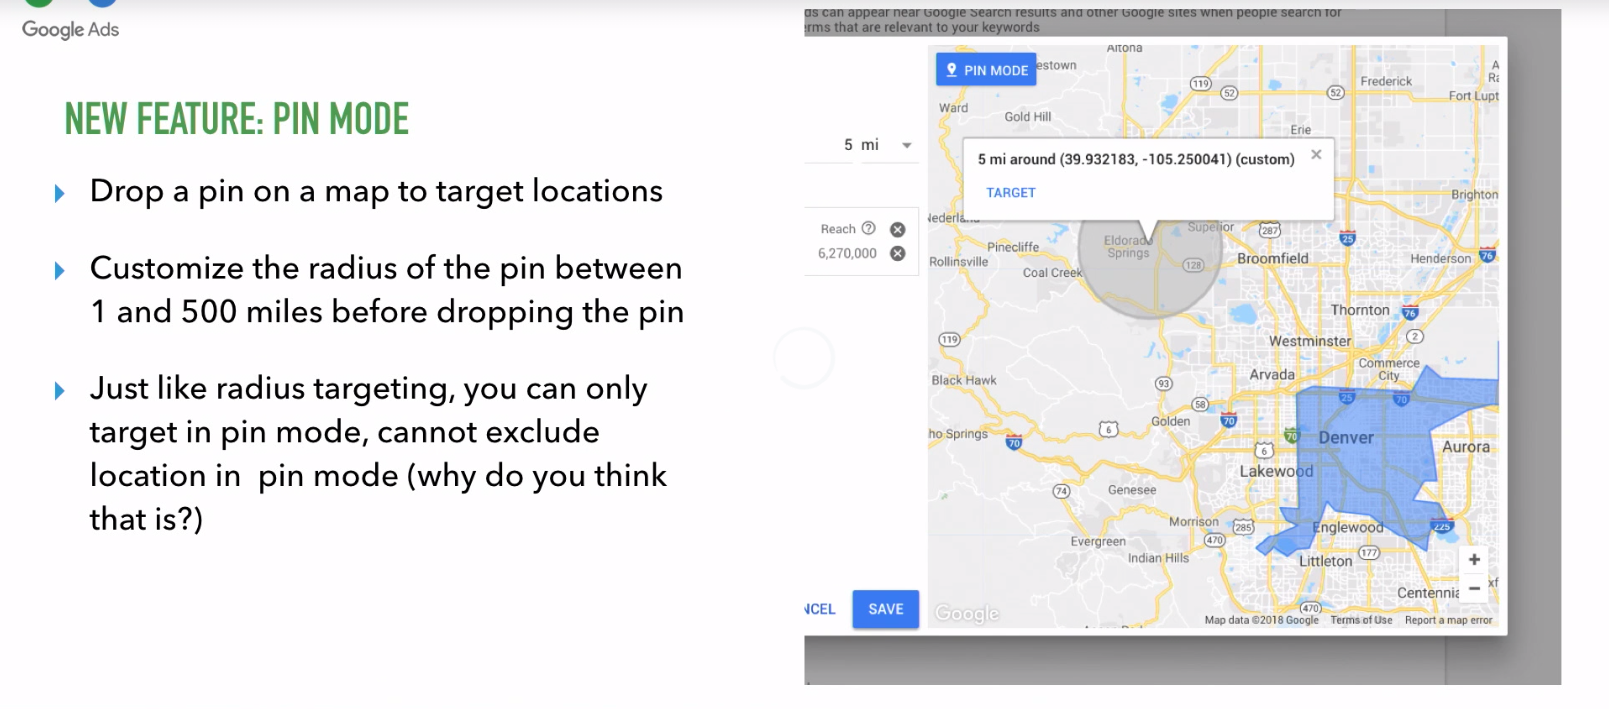 Google Ads
NEW FEATURE: PIN MODE
Drop a pin on a map to target locations
Customize the radius of the pin between
1 and 500 miles before dropping the pin
Just like radius targeting, you can only
target in pin mode, cannot exclude
location in pin mode (why do you think
that is?)
ds can appear near Google Search results and other Google sites when people search for
erms that are relevant to your keywords
5 mi
Reach
6,270,000
NCEL
SAVE
PIN MODE
5 mi around (39.932183, -105.250041) (custom)
TARGET
Altona
estown
119
52
52
Frederick
Fort Lupt
Ward
Gold Hill
Erie
Brighton
Nederland
Superior
287
25
Pinecliffe
Eldorado
Springs
Rollinsville
Coal Creek
128
Broomfield
Henderson
76
Thornton
76
119
Westminster
2
Commerce
City
Black Hawk
93
Arvada
58
25
70
Golden
70
ho Springs
70
6
70
Denver
6
Aurora
Lakewood
74
Genesee
Morrison
285
470
225
Englewood
Evergreen
Indian Hills
177
Littleton
Centennia
470
Google
Map data ©2018 Google
Terms of Use
Report a map error